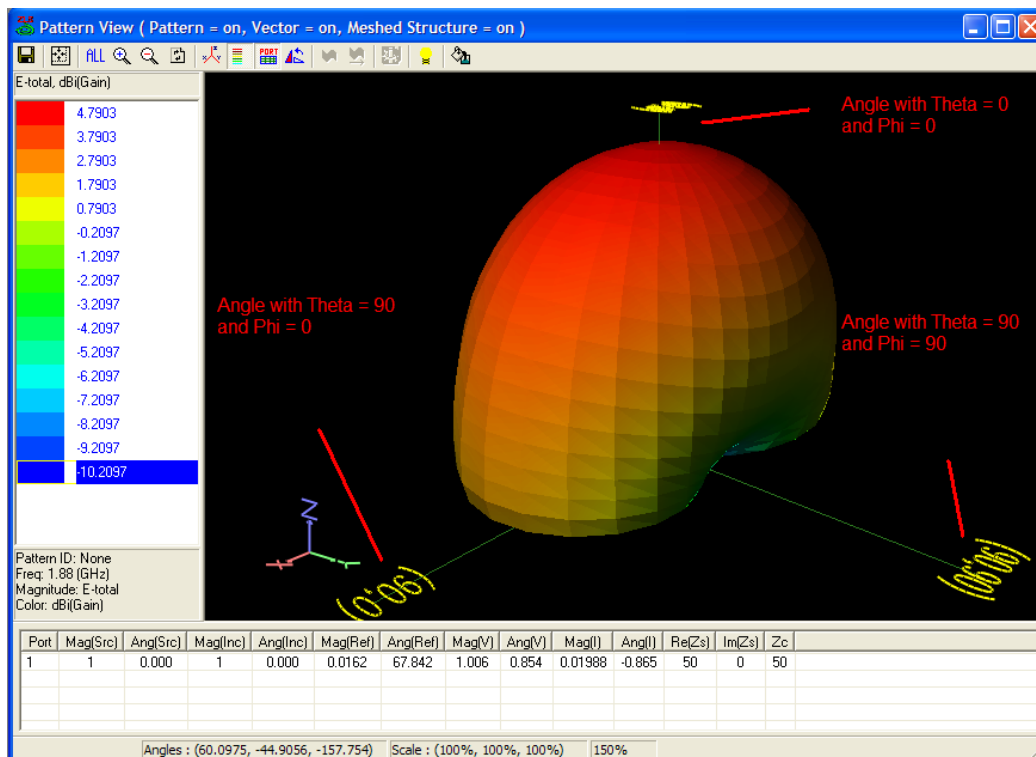 Pattern View ( Pattern = on, Vector = on, Meshed Structure = on )
ALL PORT
E-total, dBi(Gain)
4.7903
3.7903
2.7903
1.7903
0.7903
-0.2097
-1.2097
-2.2097
-3.2097
-4.2097
-5.2097
-6.2097
-7.2097
-8.2097
-9.2097
-10.2097
Pattern ID: None
Freq: 1.88 (GHz)
Magnitude: E-total
Color: dBi(Gain)
Angle with Theta = 0
and Phi = 0
Angle with Theta = 90
and Phi = 0
Angle with Theta = 90
and Phi = 90
Z
X
Y
(90,0)
(90,90)
Port Mag(Src) Ang(Src) Mag(Inc) Ang(Inc) Mag(Ref) Ang(Ref) Mag(V) Ang(V) Mag(I) Ang(I) Re(Zs) Im(Zs) Zc
1 1 0.000 1 0.000 0.0162 67.842 1.006 0.854 0.01988 -0.865 50 0 50
Angles : (60.0975, -44.9056, -157.754) Scale : (100%, 100%, 100%) 150%